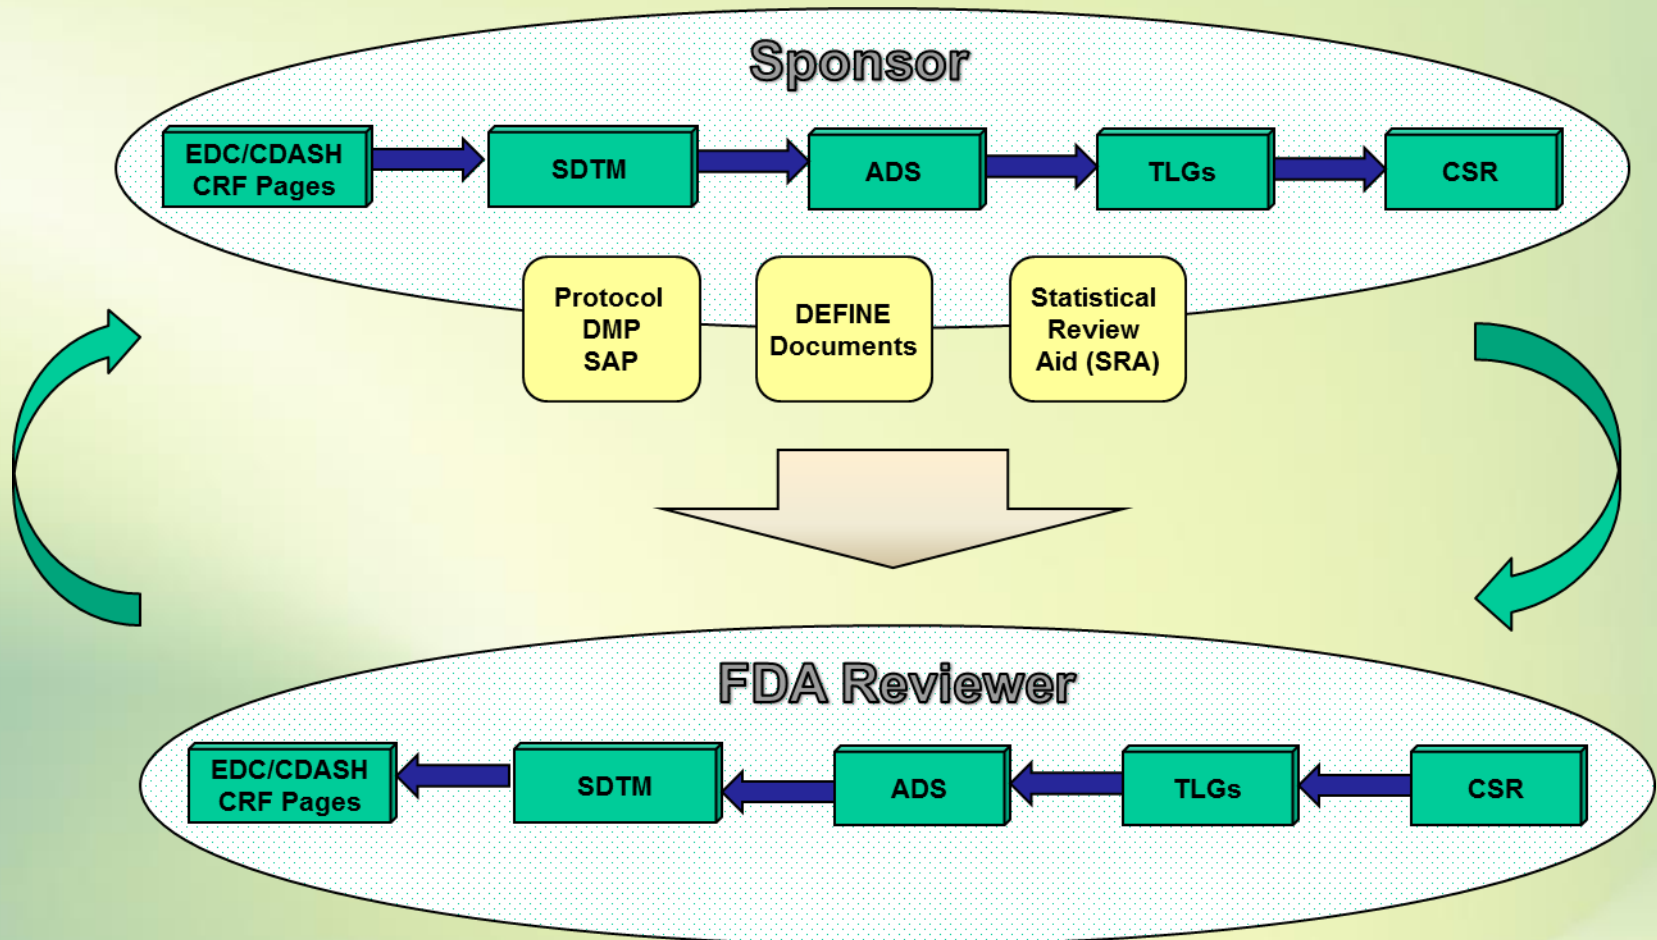 Sponsor
EDC/CDASH
CRF Pages
SDTM
ADS
TLGs
CSR
Protocol
DMP
SAP
DEFINE
Documents
Statistical
Review
Aid (SRA)
FDA Reviewer
EDC/CDASH
CRF Pages
SDTM
ADS
TLGs
CSR